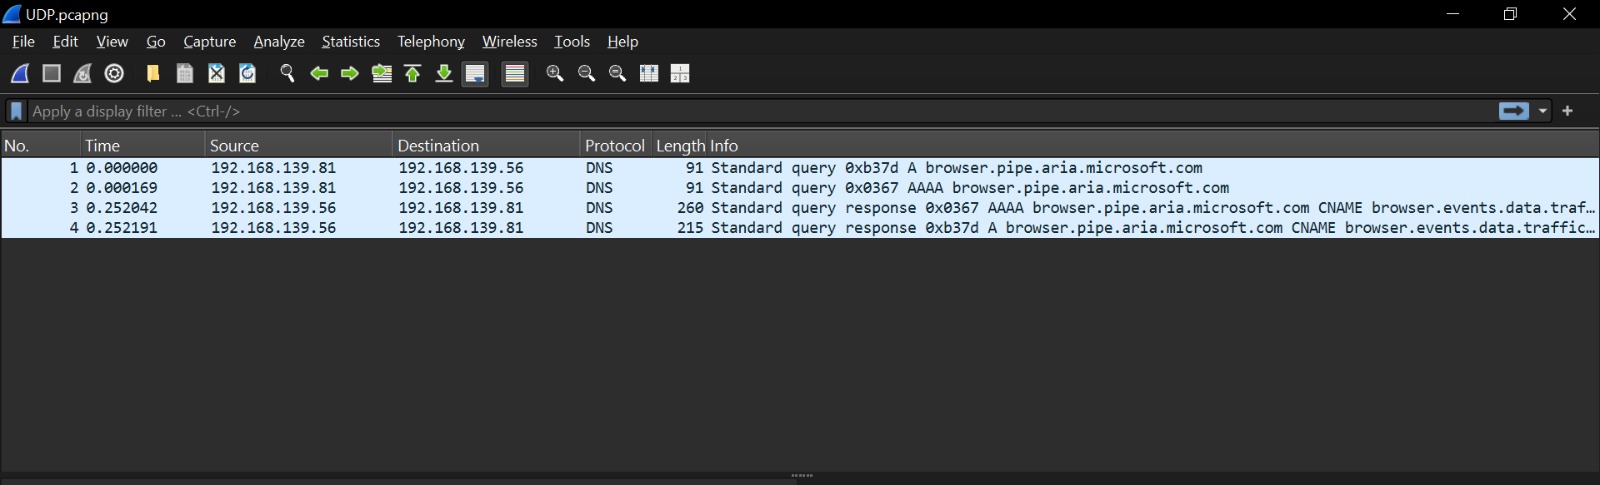 UDP.pcapng
File Edit View Go Capture Analyze Statistics Telephony Wireless Tools Help
Apply a display filter ... <Ctrl-/>
No. Time Source Destination Protocol Length Info
1 0.000000 192.168.139.81 192.168.139.56 DNS 91 Standard query 0xb37d A browser.pipe.aria.microsoft.com
2 0.000169 192.168.139.81 192.168.139.56 DNS 91 Standard query 0x0367 AAAA browser.pipe.aria.microsoft.com
3 0.252042 192.168.139.56 192.168.139.81 DNS 260 Standard query response 0x0367 AAAA browser.pipe.aria.microsoft.com CNAME browser.events.data.traf…
4 0.252191 192.168.139.56 192.168.139.81 DNS 215 Standard query response 0xb37d A browser.pipe.aria.microsoft.com CNAME browser.events.data.traffic…